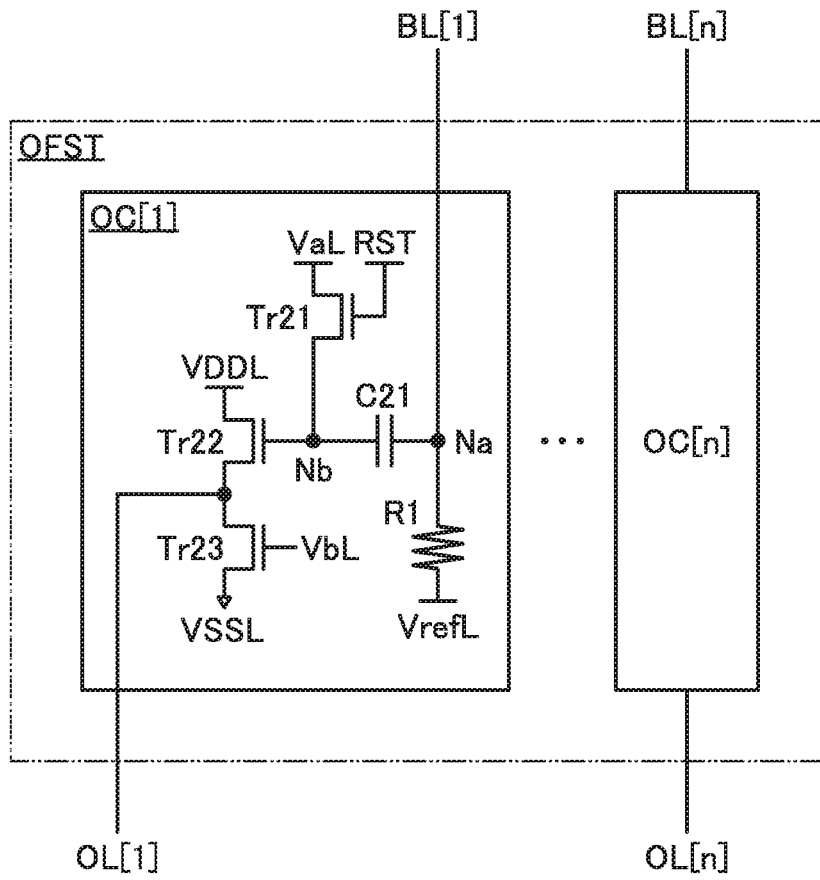 BL[1] BL[n]
OFST
OC[1]
VaL RST
Tr21
VDDL
C21
Tr22
Nb
Na
OC[n]
R1
Tr23
VbL
VSSL
VrefL
OL[1] OL[n]